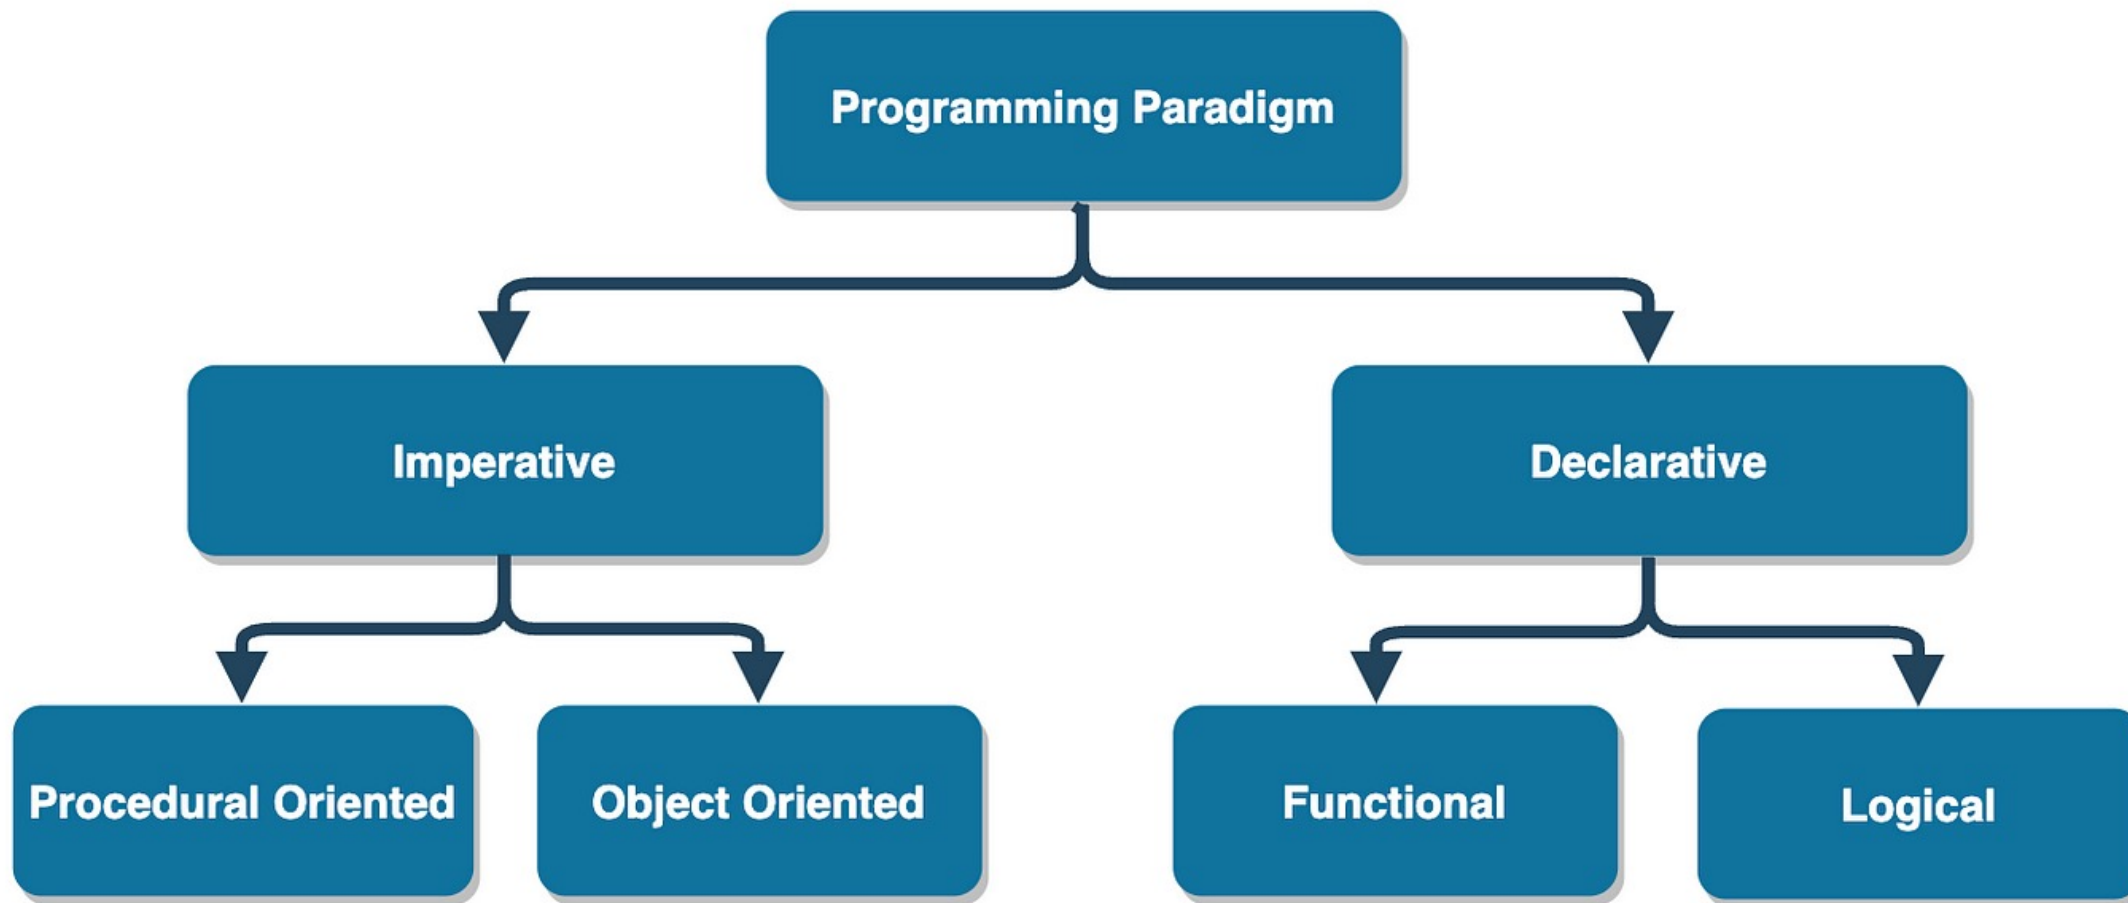 Programming Paradigm
Imperative
Declarative
Procedural Oriented
Object Oriented
Functional
Logical